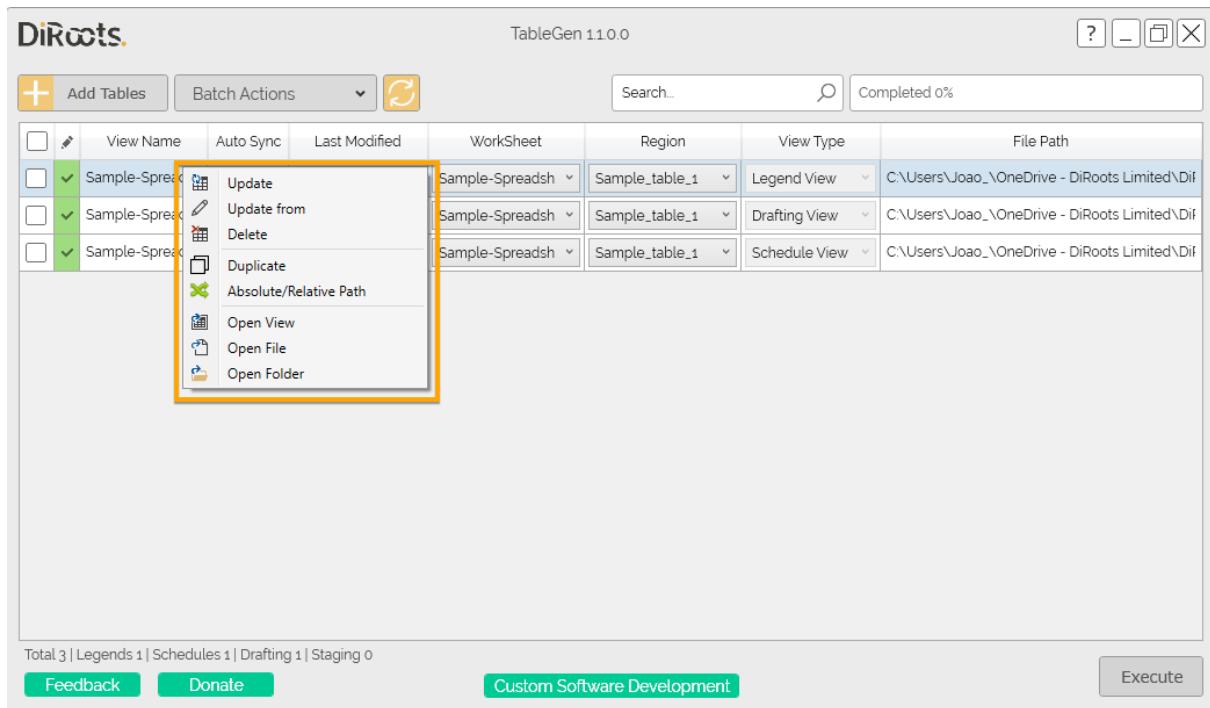 DiRoots.
TableGen 1.1.0.0
?
Add Tables
Batch Actions
Search...
Completed 0%
View Name
Auto Sync
Last Modified
WorkSheet
Region
View Type
File Path
Sample-Spread
Sample-Spreadsh
Sample_table_1
Legend View
C:\Users\Joao_\OneDrive - DiRoots Limited\DiR
Sample-Spread
Sample-Spreadsh
Sample_table_1
Drafting View
C:\Users\Joao_\OneDrive - DiRoots Limited\DiR
Sample-Spread
Sample-Spreadsh
Sample_table_1
Schedule View
C:\Users\Joao_\OneDrive - DiRoots Limited\DiR
Update
Update from
Delete
Duplicate
Absolute/Relative Path
Open View
Open File
Open Folder
Total 3 | Legends 1 | Schedules 1 | Drafting 1 | Staging 0
Feedback
Donate
Custom Software Development
Execute